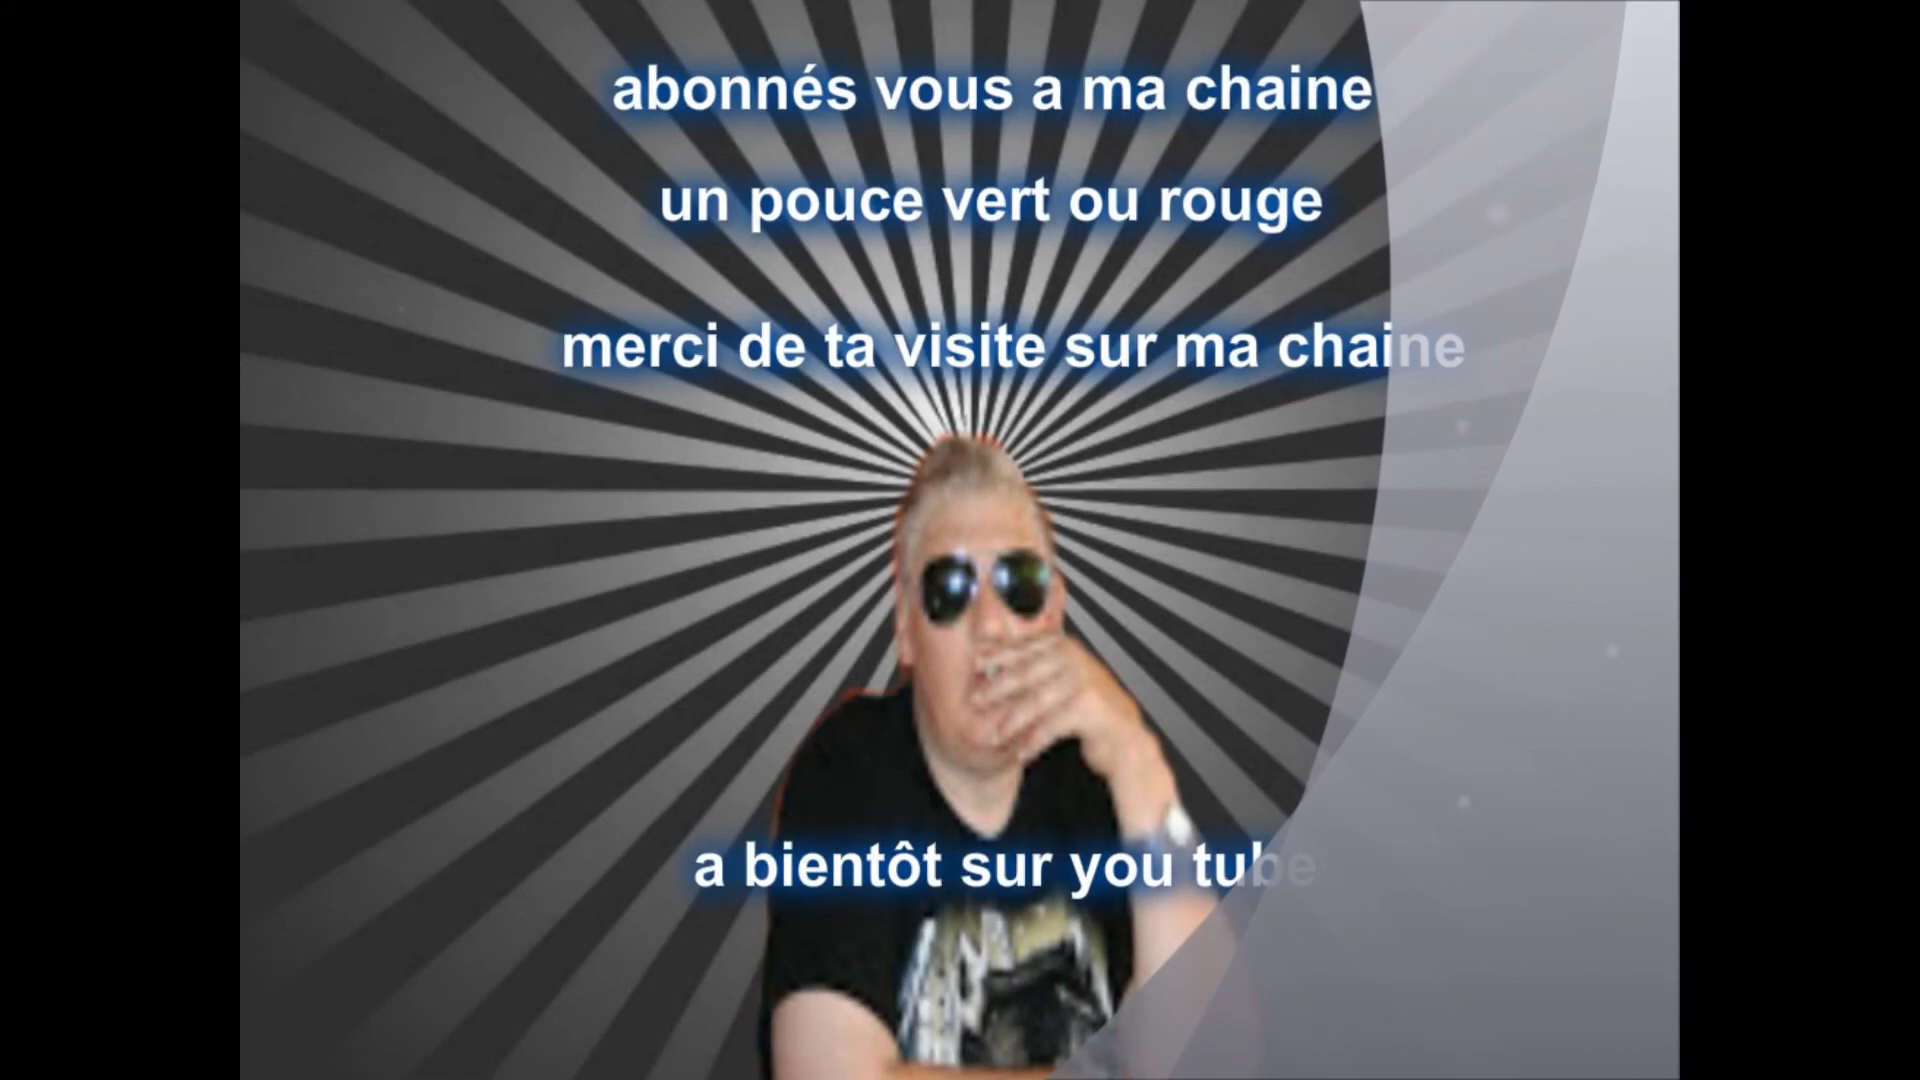 abonnés vous a ma chaine
un pouce vert ou rouge
merci de ta visite sur ma chaine
a bientôt sur you tube